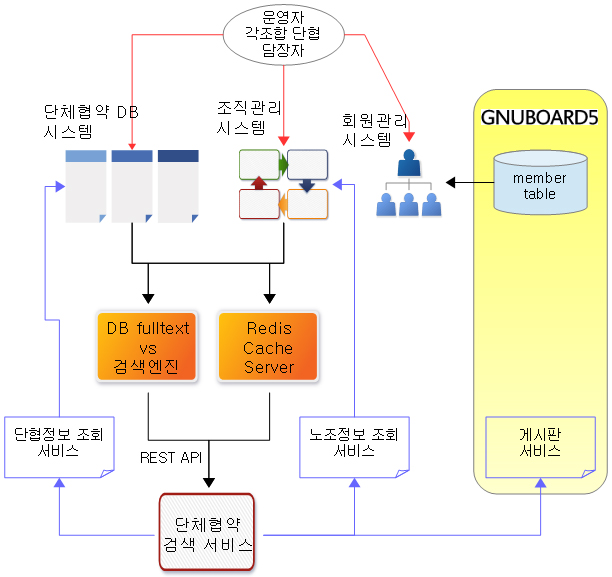 운영자
각조합 단협
담장자
단체협약 DB
시스템
조직관리
시스템
회원관리
시스템
GNUBOARD5
member
table
DB fulltext
vs
검색엔진
Redis
Cache
Server
단협정보 조회
서비스
노조정보 조회
서비스
게시판
서비스
REST API
단체협약
검색 서비스